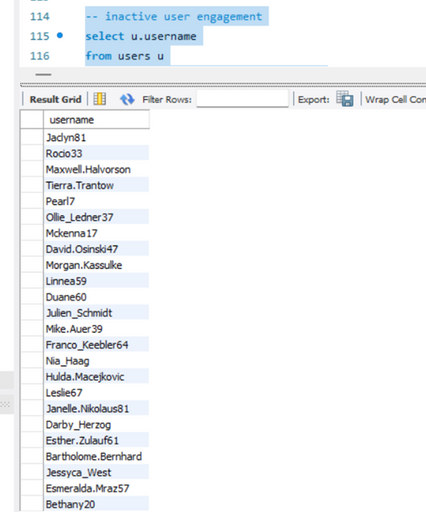 114 -- inactive user engagement
115 select u.username
116 from users u
Result Grid Filter Rows: Export: Wrap Cell Con
username
Jaclyn81
Rocio33
Maxwell.Halvorson
Tierra.Trantow
Pearl7
Ollie_Ledner37
Mckenna17
David.Osinski47
Morgan.Kassulke
Linnea59
Duane60
Julien_Schmidt
Mike.Auer39
Franco_Keebler64
Nia_Haag
Hulda.Macejkovic
Leslie67
Janelle.Nikolaus81
Darby_Herzog
Esther.Zulauf61
Bartholome.Bernhard
Jessyca_West
Esmeralda.Mraz57
Bethany20